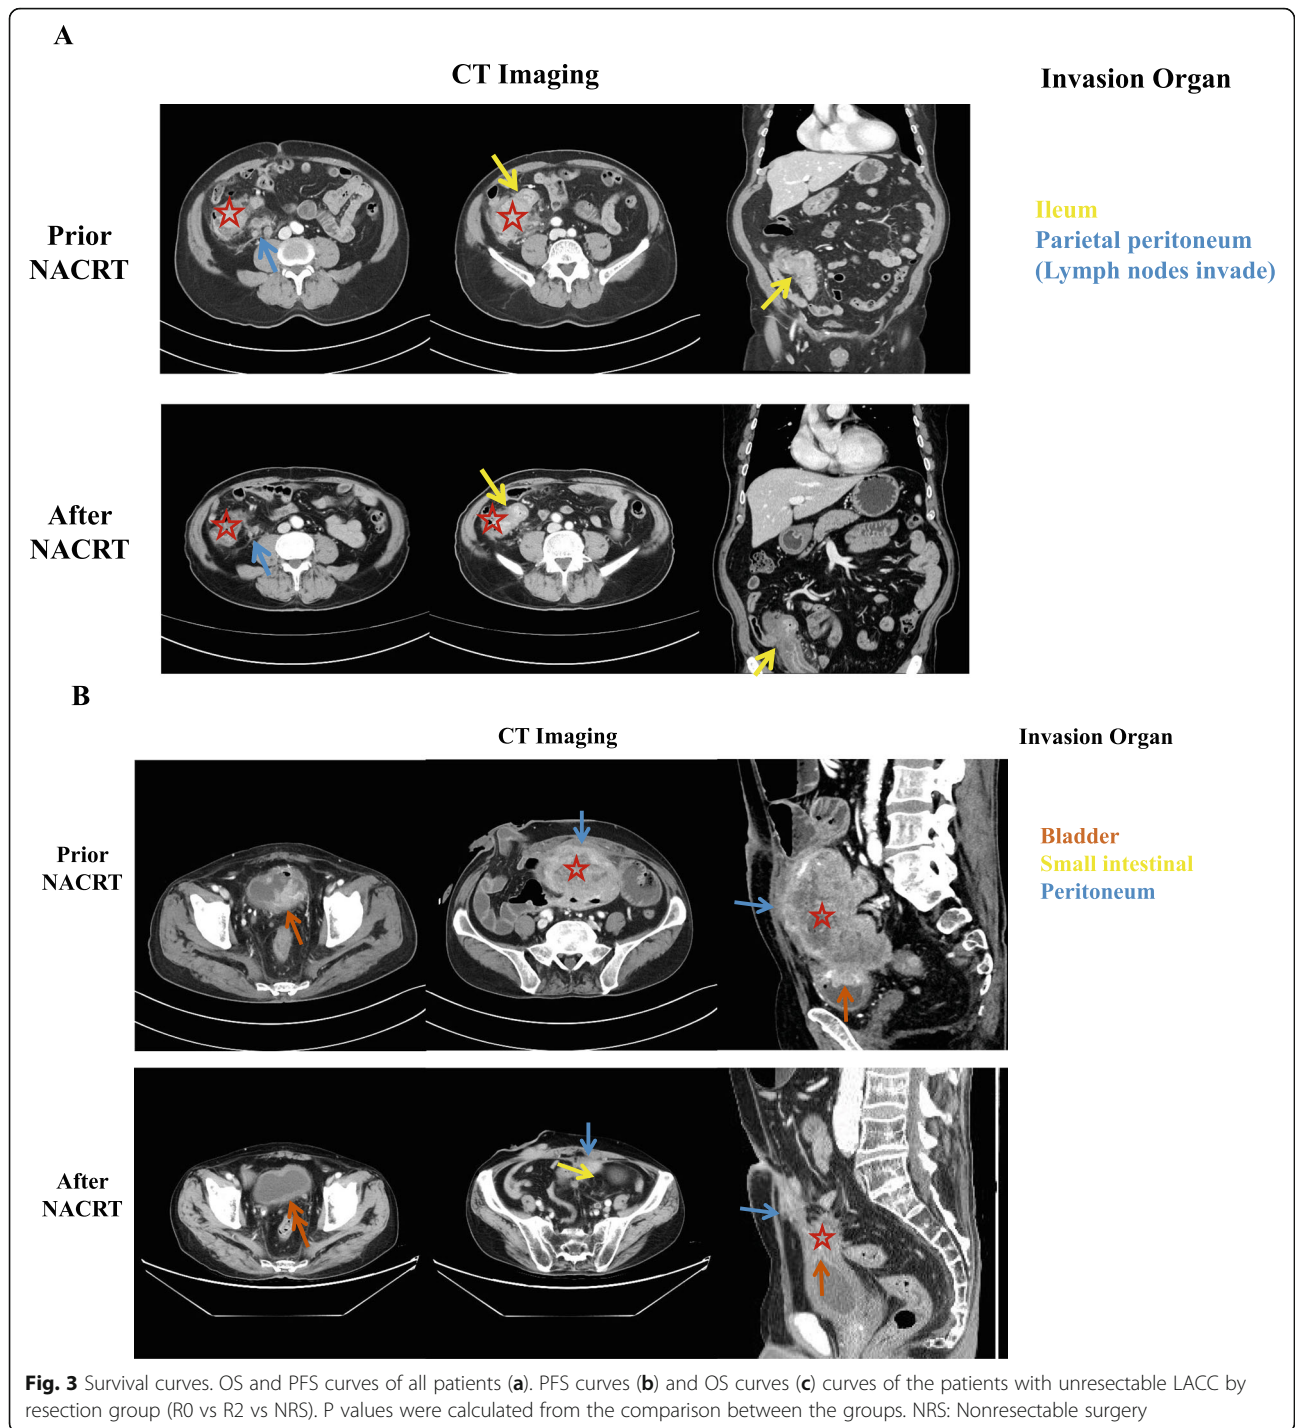 A
CT Imaging
Invasion Organ
Prior
NACRT
Ileum
Parietal peritoneum
(Lymph nodes invade)
After
NACRT
B
CT Imaging
Invasion Organ
Prior
NACRT
Bladder
Small intestinal
Peritoneum
After
NACRT
Fig. 3 Survival curves. OS and PFS curves of all patients (a). PFS curves (b) and OS curves (c) curves of the patients with unresectable LACC by
resection group (R0 vs R2 vs NRS). P values were calculated from the comparison between the groups. NRS: Nonresectable surgery